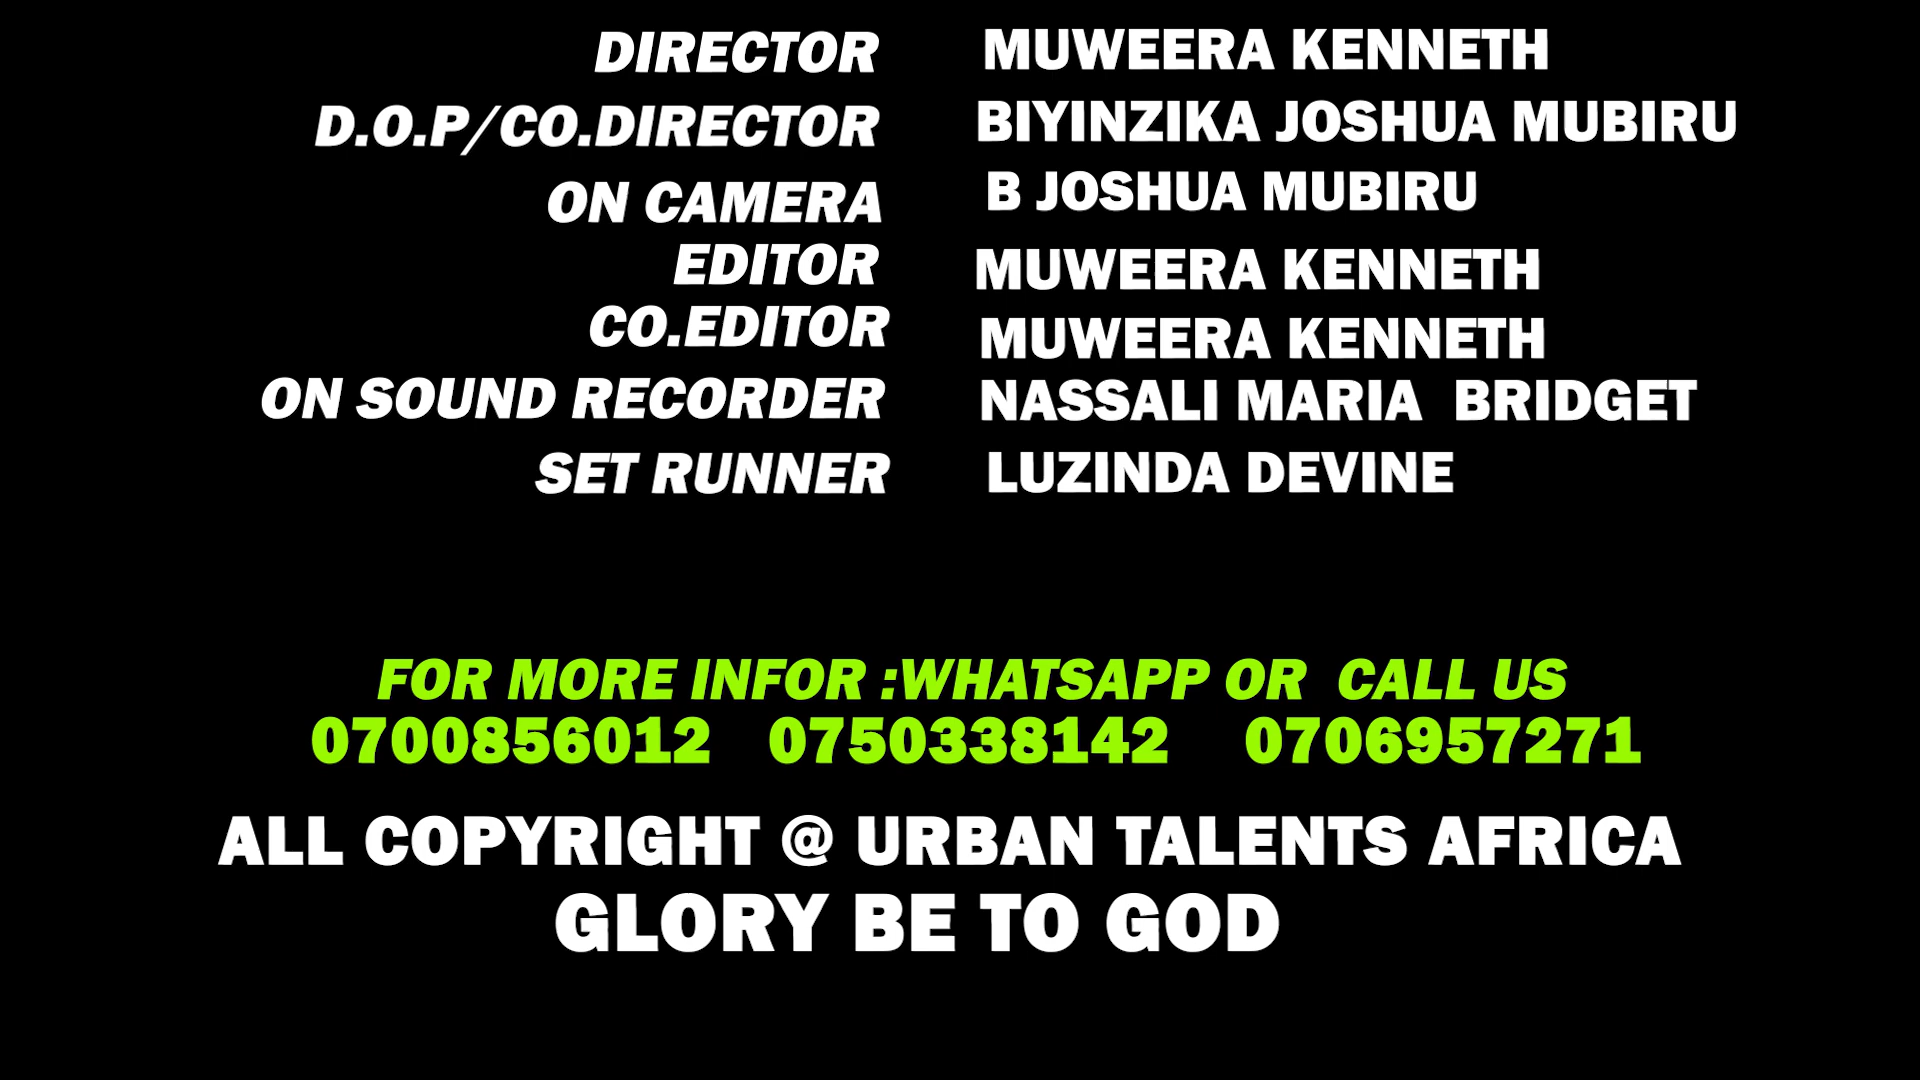 DIRECTOR MUWEERA KENNETH
D.O.P/CO.DIRECTOR BIYINZIKA JOSHUA MUBIRU
ON CAMERA B JOSHUA MUBIRU
EDITOR MUWEERA KENNETH
CO.EDITOR MUWEERA KENNETH
ON SOUND RECORDER NASSALI MARIA BRIDGET
SET RUNNER LUZINDA DEVINE
FOR MORE INFOR :WHATSAPP OR CALL US
0700856012 0750338142 0706957271
ALL COPYRIGHT @ URBAN TALENTS AFRICA
GLORY BE TO GOD